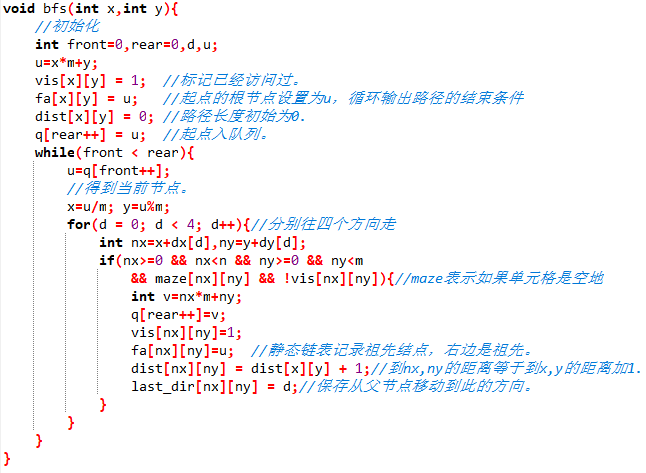 void bfs(int x,int y){
    //初始化
    int front=0,rear=0,d,u;
    u=x*m+y;
    vis[x][y] = 1;  //标记已经访问过。
    fa[x][y] = u;   //起点的根节点设置为u，循环输出路径的结束条件
    dist[x][y] = 0; //路径长度初始为0.
    q[rear++] = u;  //起点入队列。
    while(front < rear){
        u=q[front++];
        //得到当前节点。
        x=u/m; y=u%m;
        for(d = 0; d < 4; d++){//分别往四个方向走
            int nx=x+dx[d],ny=y+dy[d];
            if(nx>=0 && nx<n && ny>=0 && ny<m
                && maze[nx][ny] && !vis[nx][ny]){//maze表示如果单元格是空地
                int v=nx*m+ny;
                q[rear++]=v;
                vis[nx][ny]=1;
                fa[nx][ny]=u;  //静态链表记录祖先结点，右边是祖先。
                dist[nx][ny] = dist[x][y] + 1;//到nx,ny的距离等于到x,y的距离加1.
                last_dir[nx][ny] = d;//保存从父节点移动到此的方向。
            }
        }
    }
}